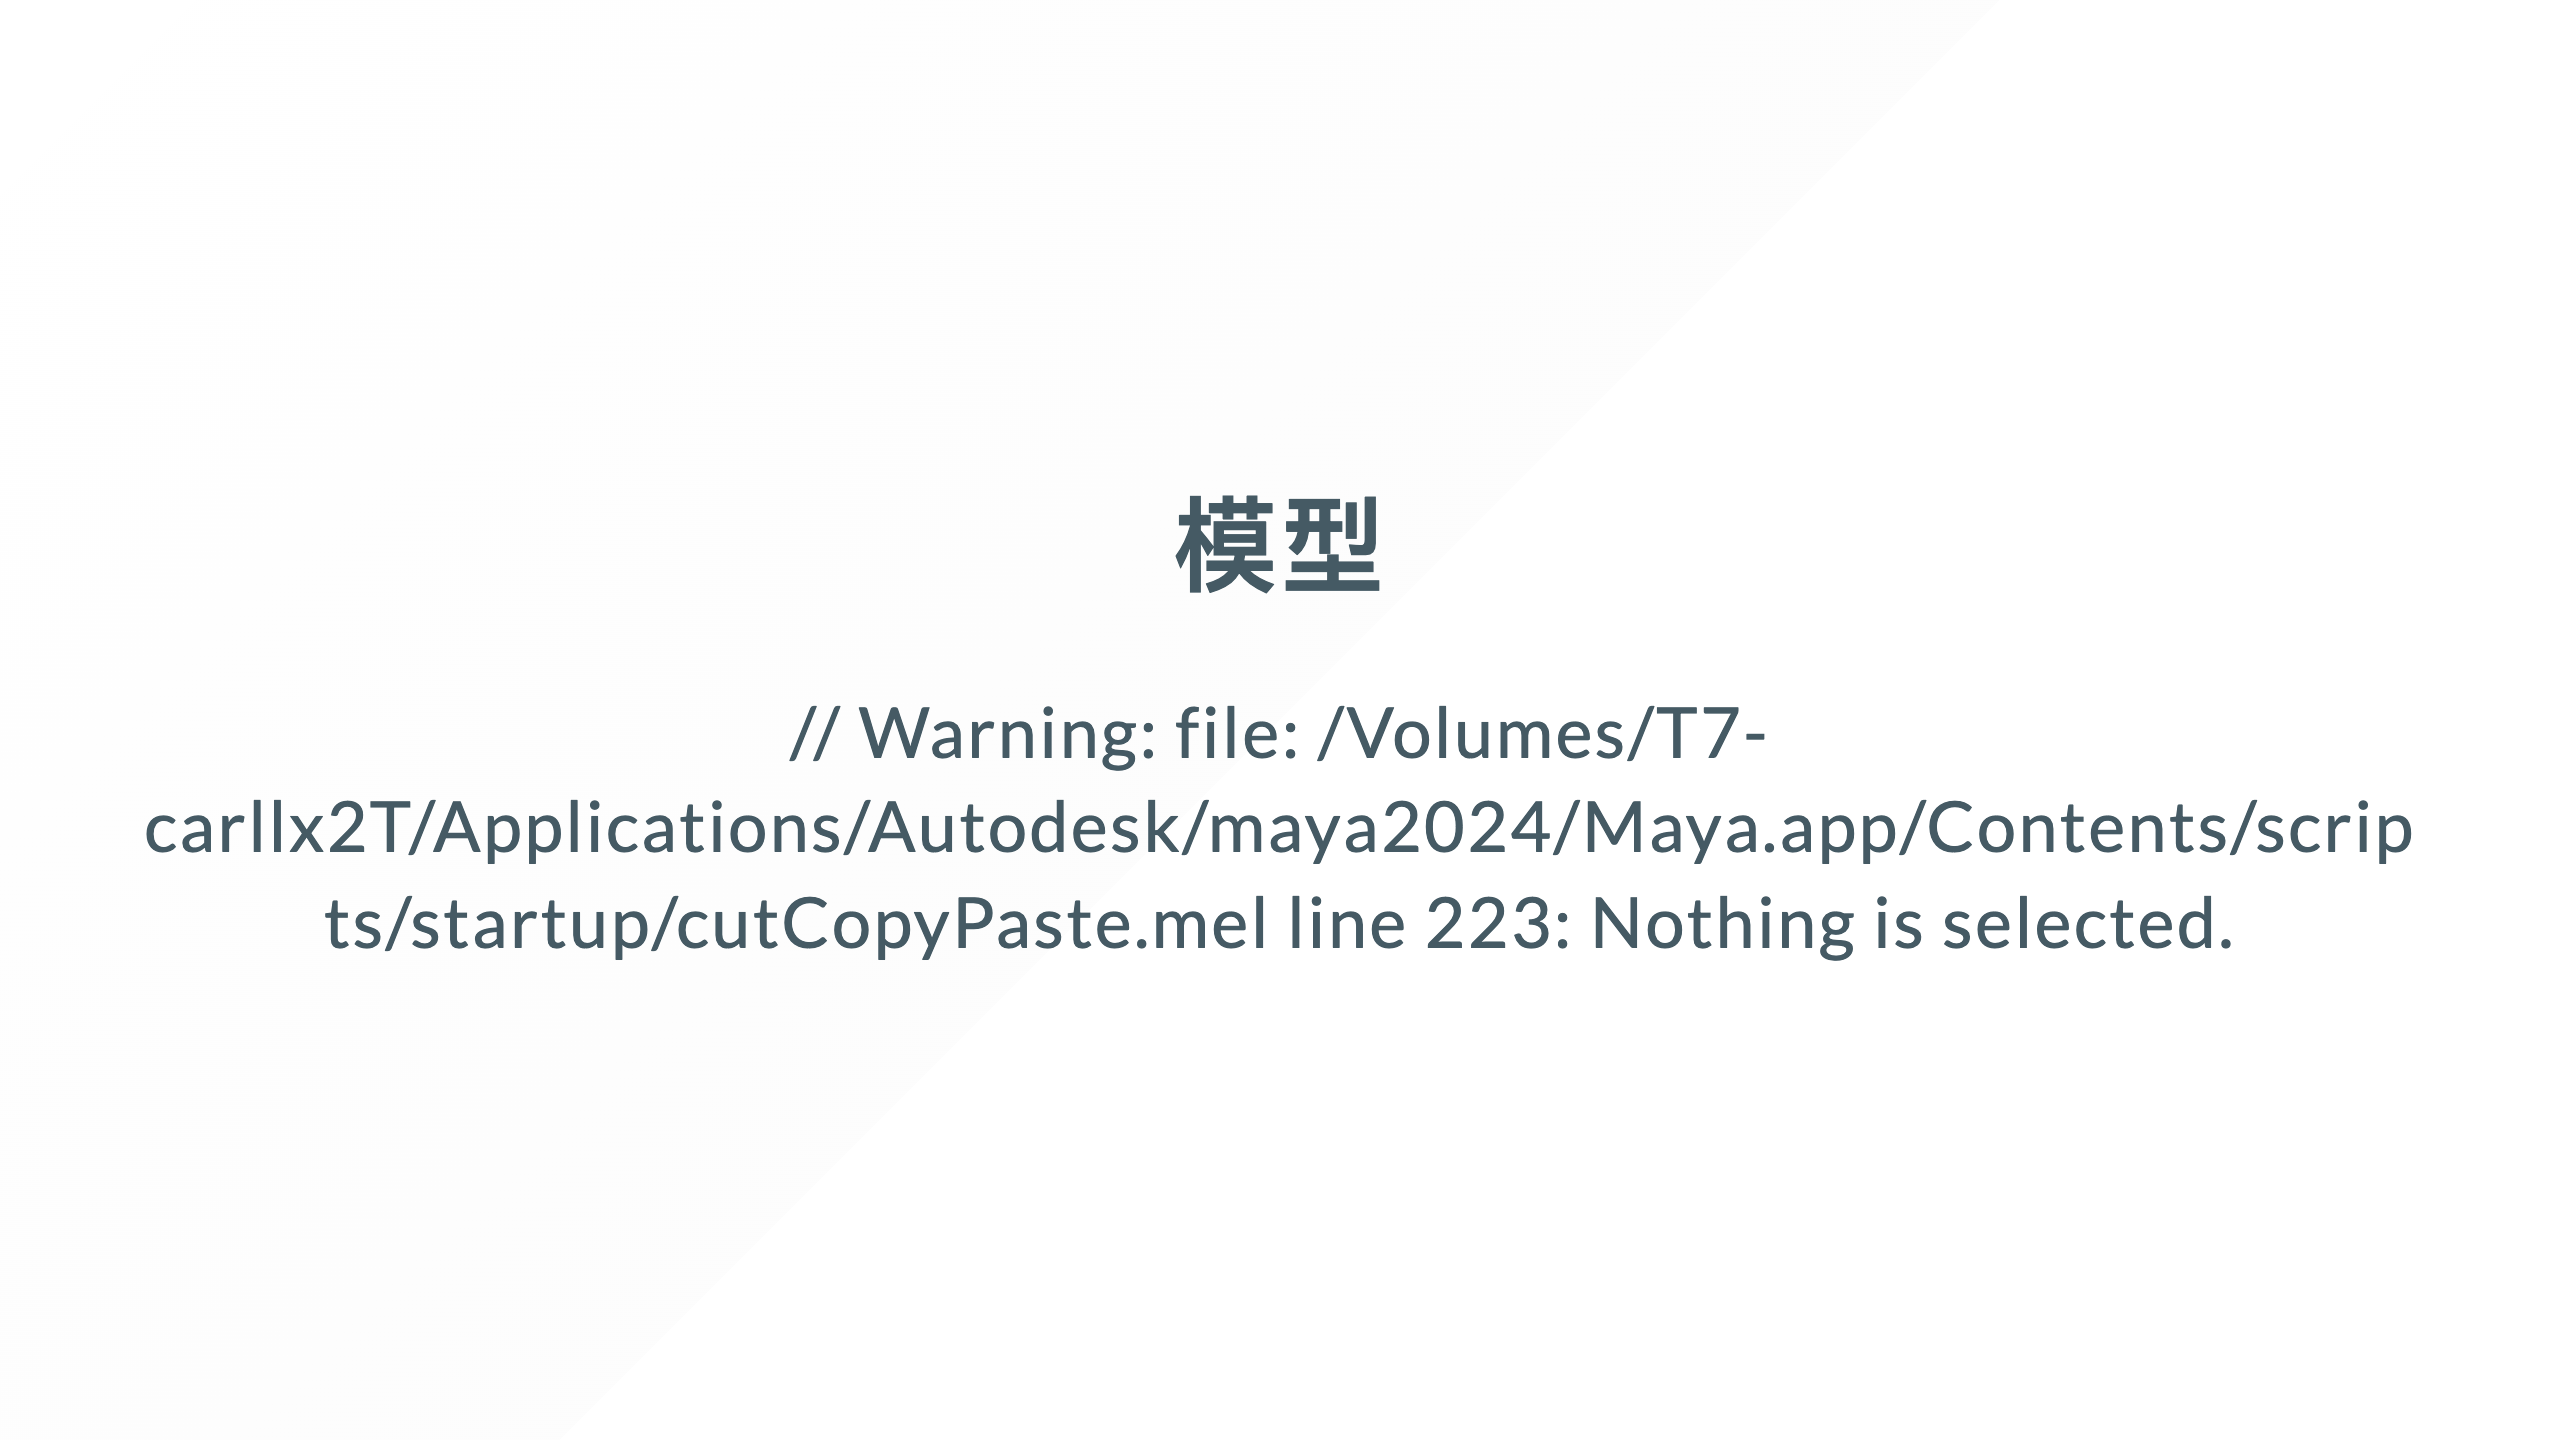 模型
// Warning: file: /Volumes/T7-
carllx2T/Applications/Autodesk/maya2024/Maya.app/Contents/scrip
ts/startup/cutCopyPaste.mel line 223: Nothing is selected.